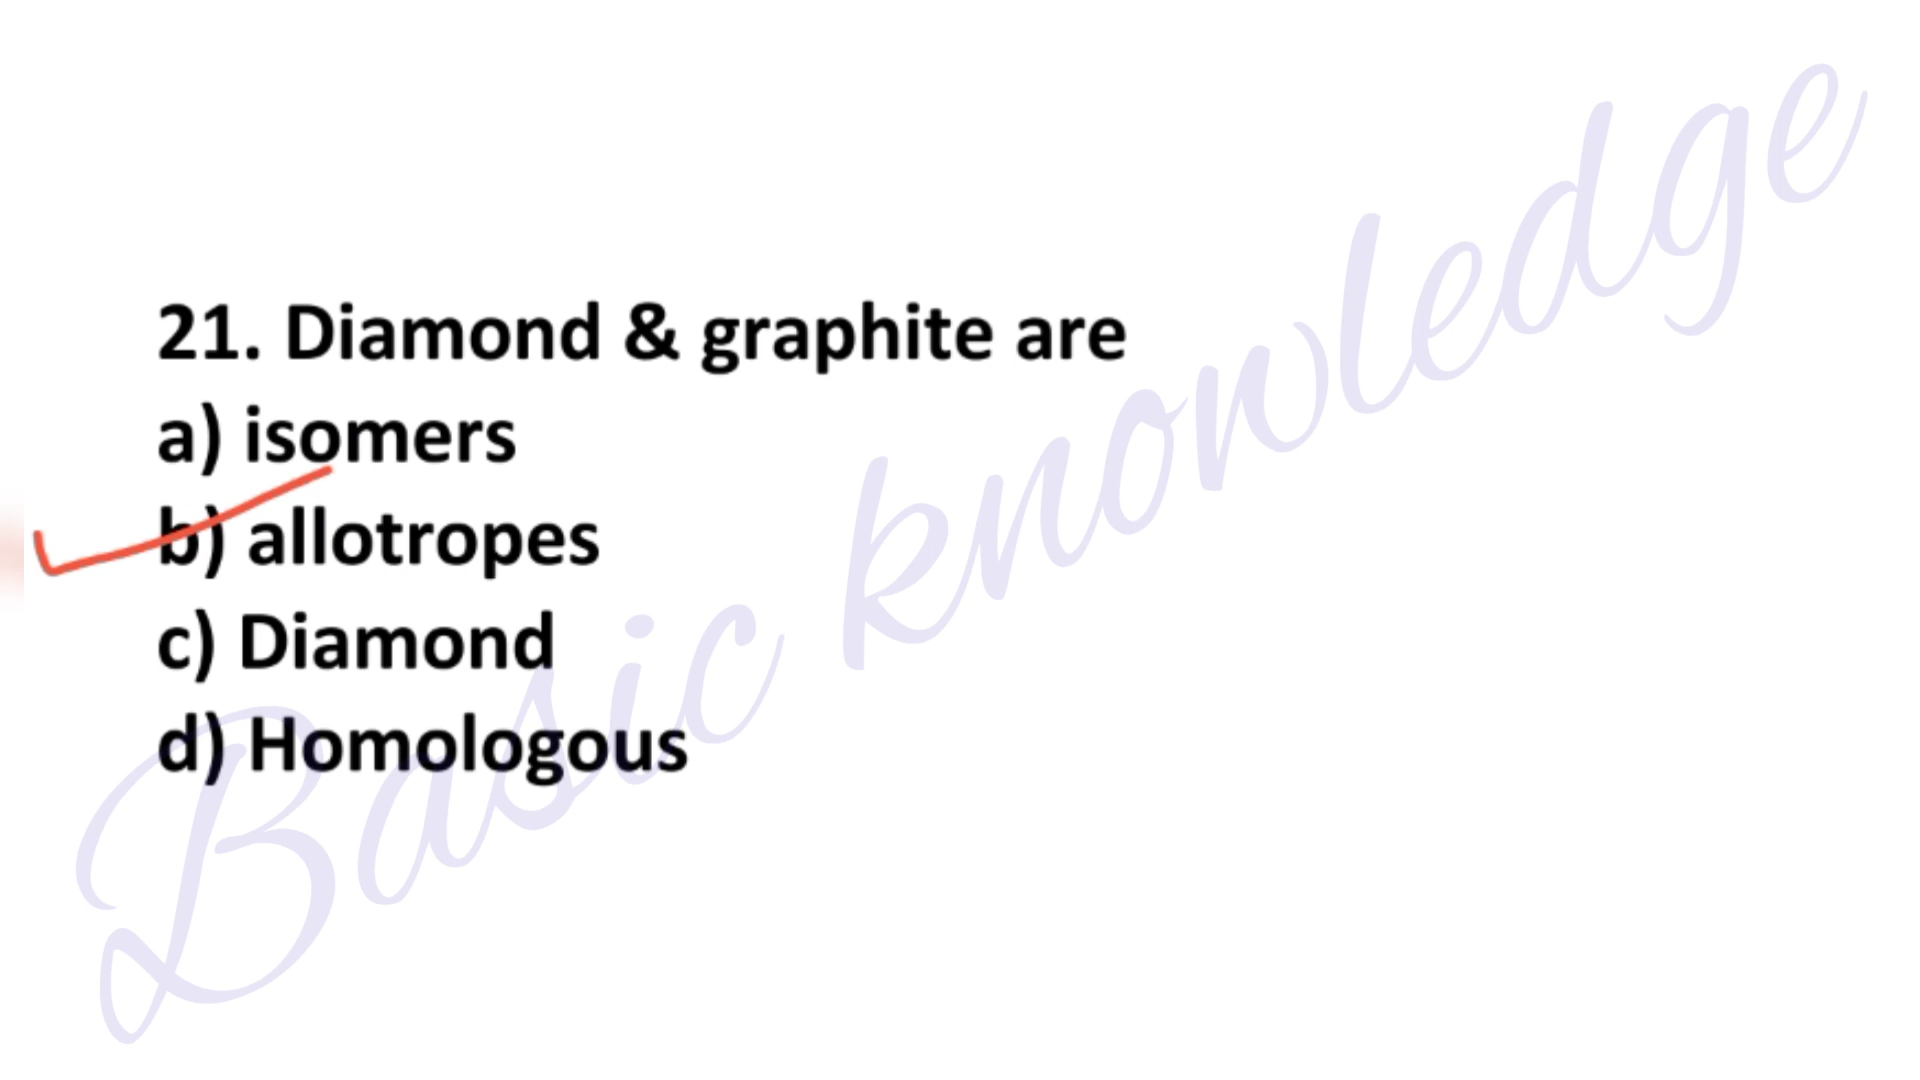 21. Diamond & graphite are
a) isomers
b) allotropes
c) Diamond
d) Homologous
Basic knowledge